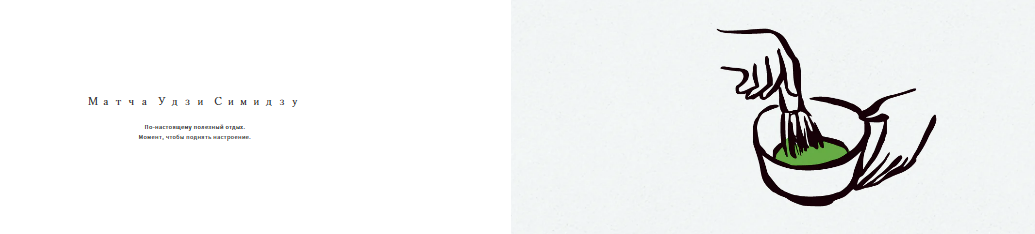 Матча Удзи Симидзу
По-настоящему полезный отдых.
Момент, чтобы поднять настроение.